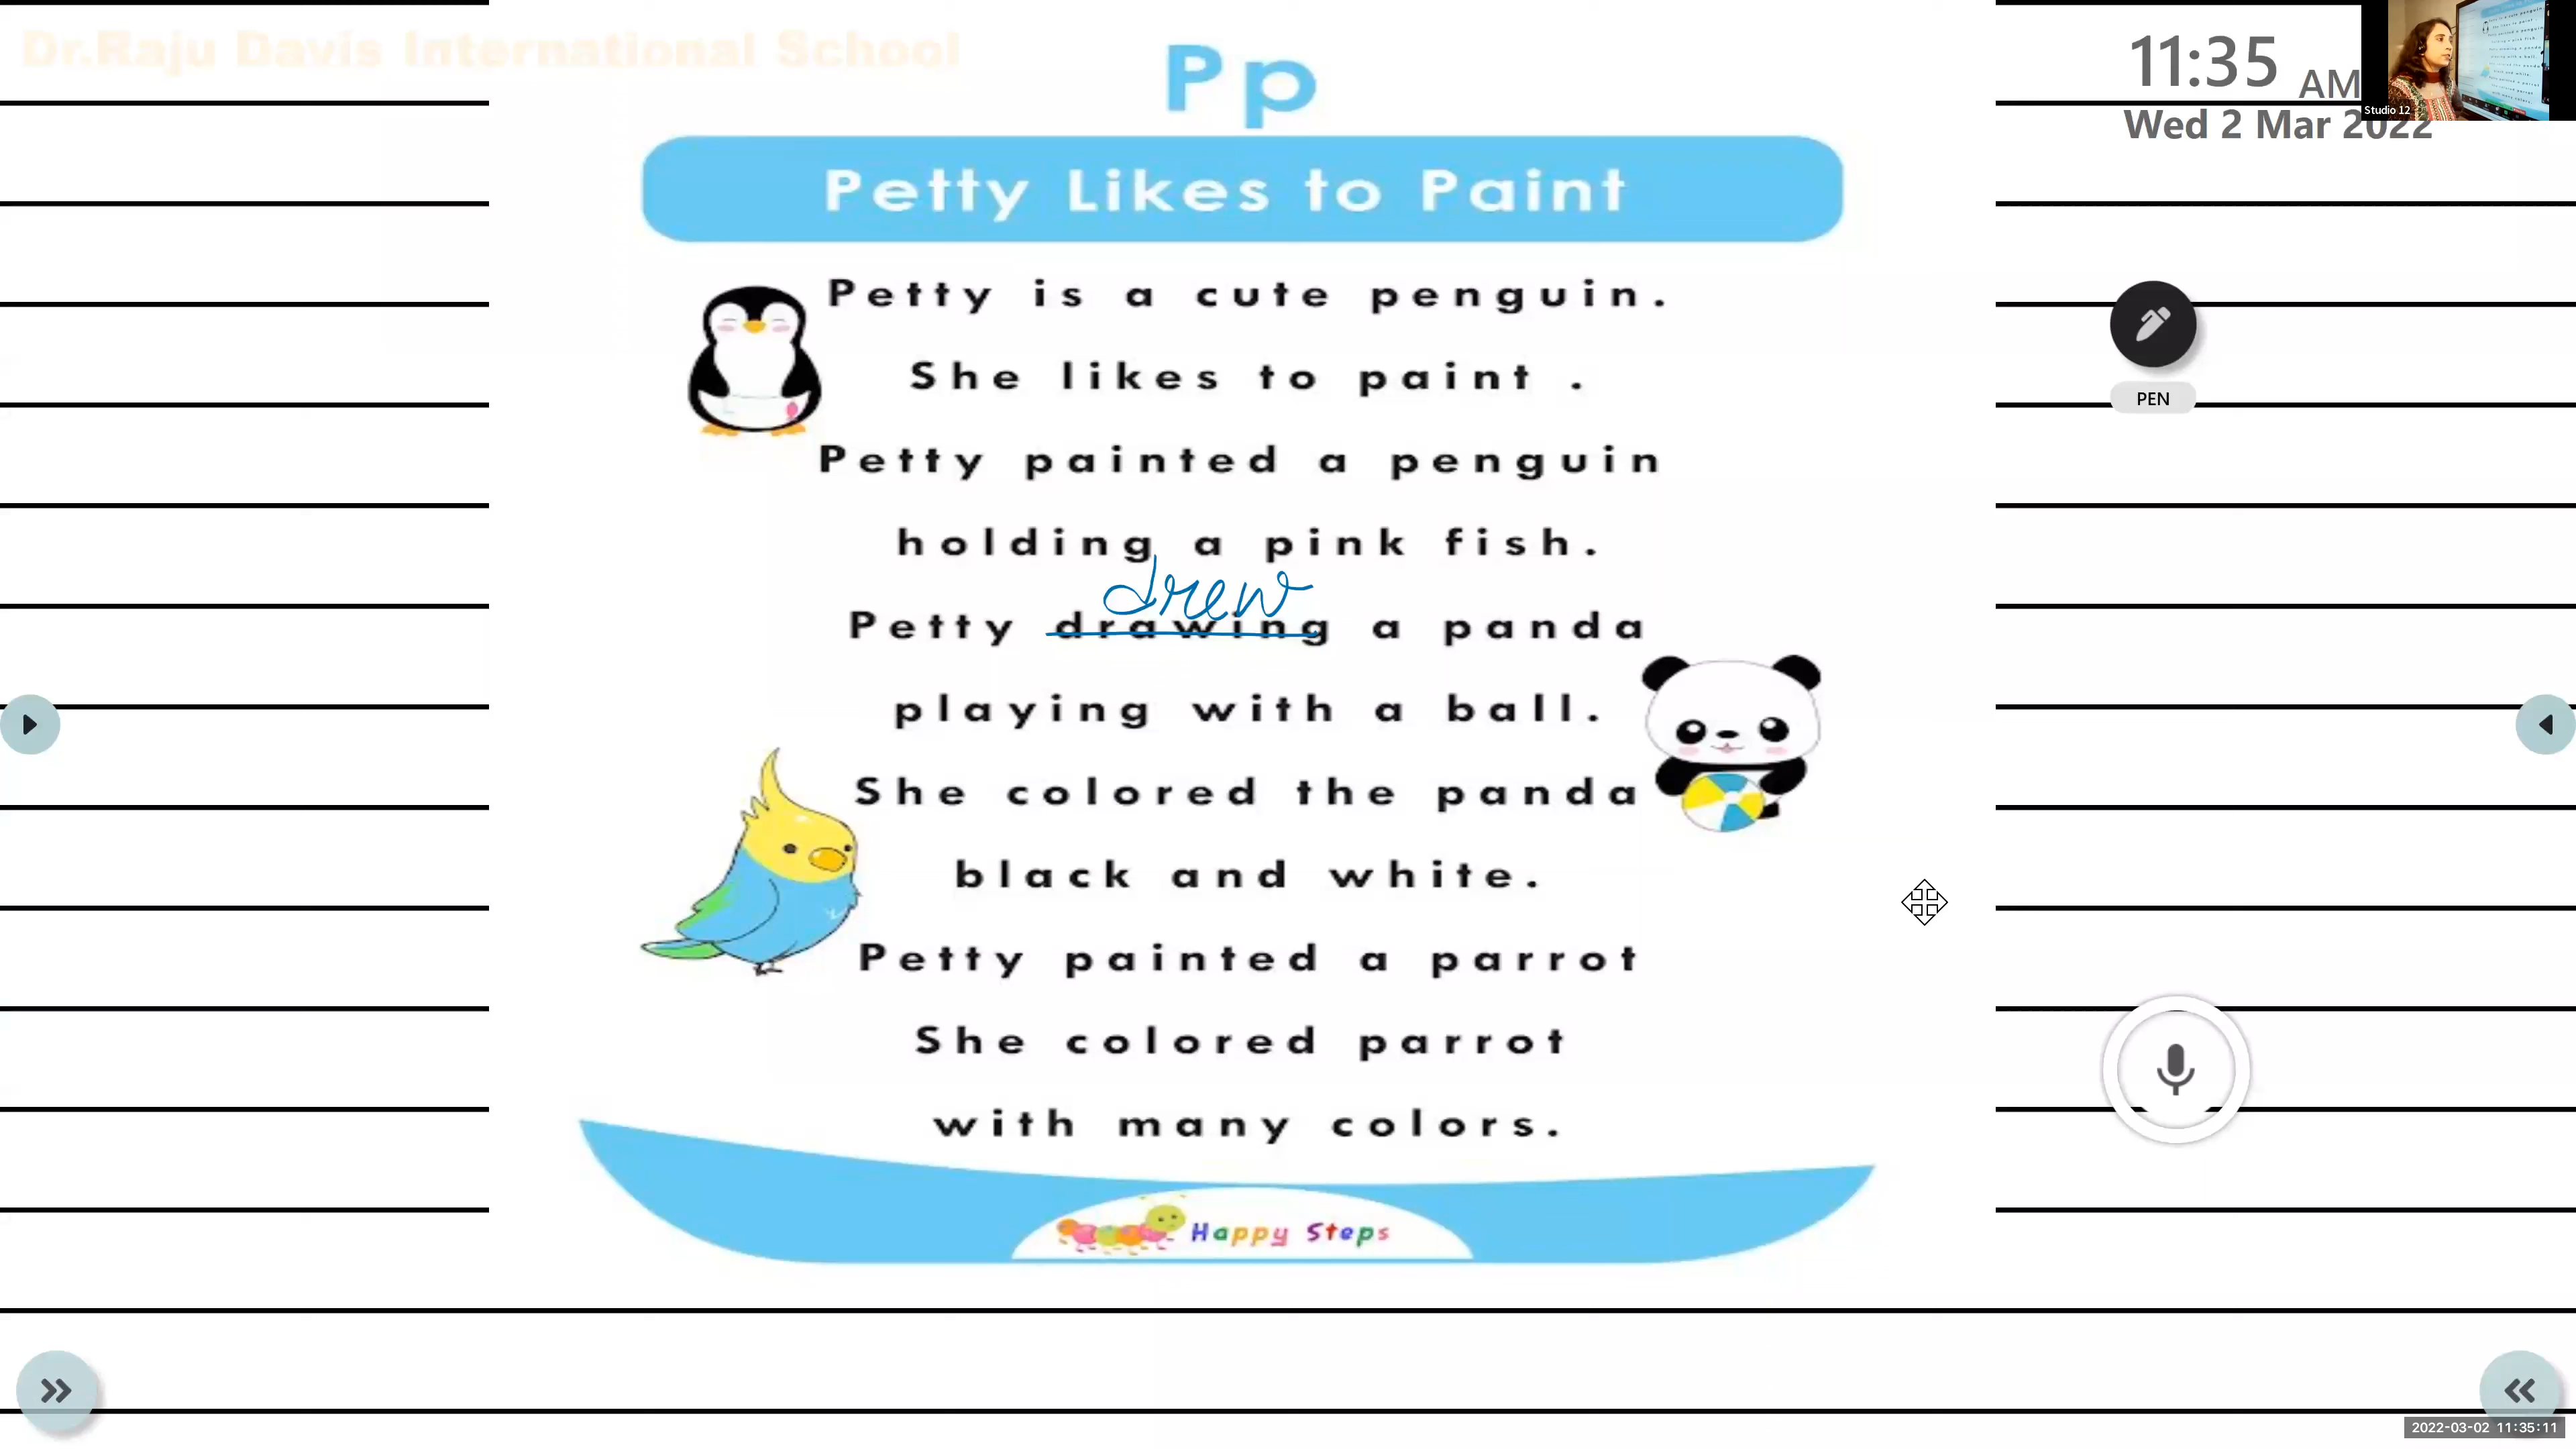 Dr.Raju Davis International School
Pp
11:35 AM
Studio 12
Wed 2 Mar 2022
Petty Likes to Paint
Petty is a cute penguin.
She likes to paint .
PEN
Petty painted a penguin
holding a pink fish.
drew
Petty drawing a panda
playing with a ball.
She colored the panda
black and white.
Petty painted a parrot
She colored parrot
with many colors.
Happy Steps
2022-03-02 11:35:11